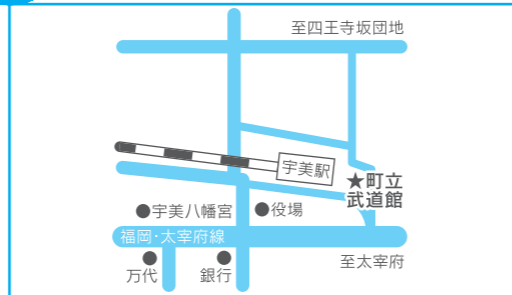 至四王寺坂団地
宇美駅
★町立
武道館
●宇美八幡宮
●役場
福岡・太宰府線
至太宰府
万代
銀行